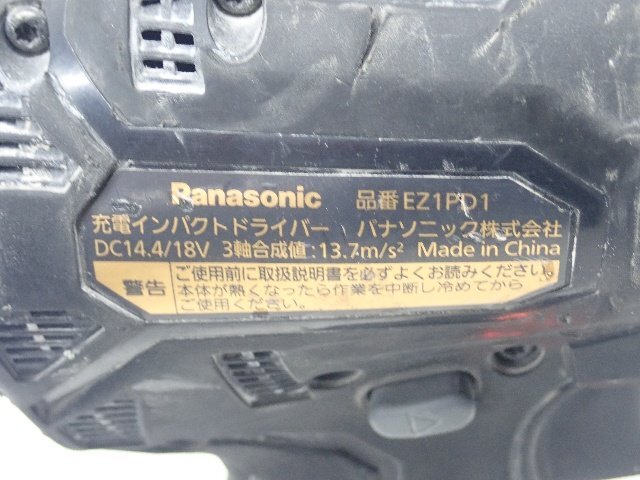 Panasonic 品番 EZ1PD1
充電インパクトドライバー パナソニック株式会社
DC14.4/18V 3軸合成値:13.7m/s² Made in China
警告
ご使用前に取扱説明書を必ずよくお読みください。
本体が熱くなったら作業を中断し冷めてから
ご使用ください。